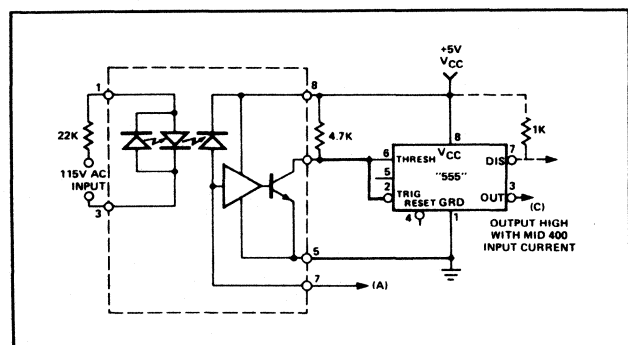 +5V
VCC
1
8
22K
4.7K
1K
115V AC
INPUT
8
VCC
6
THRESH
DIS
7
5
"555"
2
TRIG
OUT
3
(C)
RESET
GRD
4
1
3
OUTPUT HIGH
WITH MID 400
INPUT CURRENT
5
7
(A)